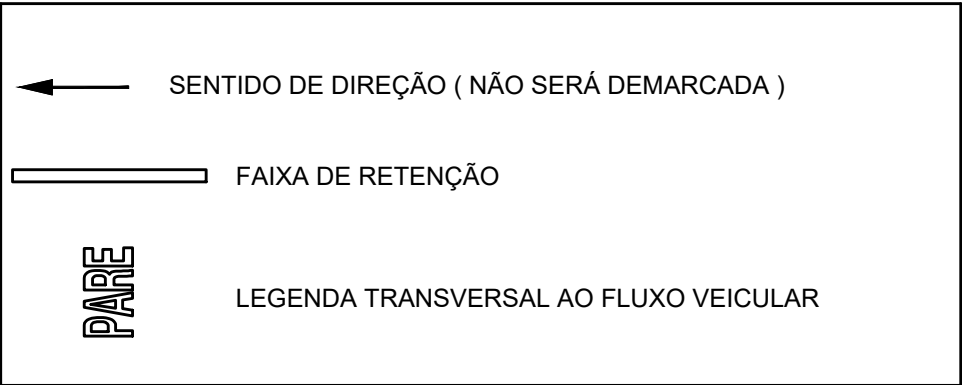 SENTIDO DE DIREÇÃO ( NÃO SERÁ DEMARCADA )
FAIXA DE RETENÇÃO
PARE
LEGENDA TRANSVERSAL AO FLUXO VEICULAR